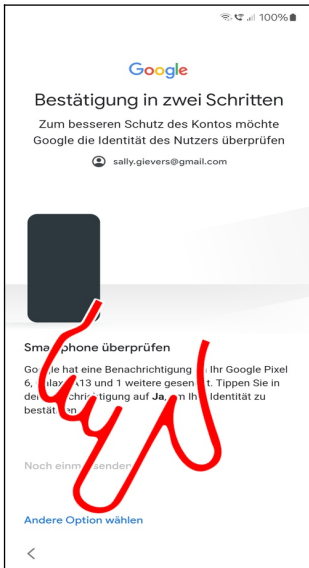 100%
Google
Bestätigung in zwei Schritten
Zum besseren Schutz des Kontos möchte
Google die Identität des Nutzers überprüfen
sally.gievers@gmail.com
überprüfen
hat eine Benachrichtigung Ihr Google Pixel
6, A13 und 1 weitere Tippen Sie in
auf Ja, Identität zu
Noch
Andere Option wählen